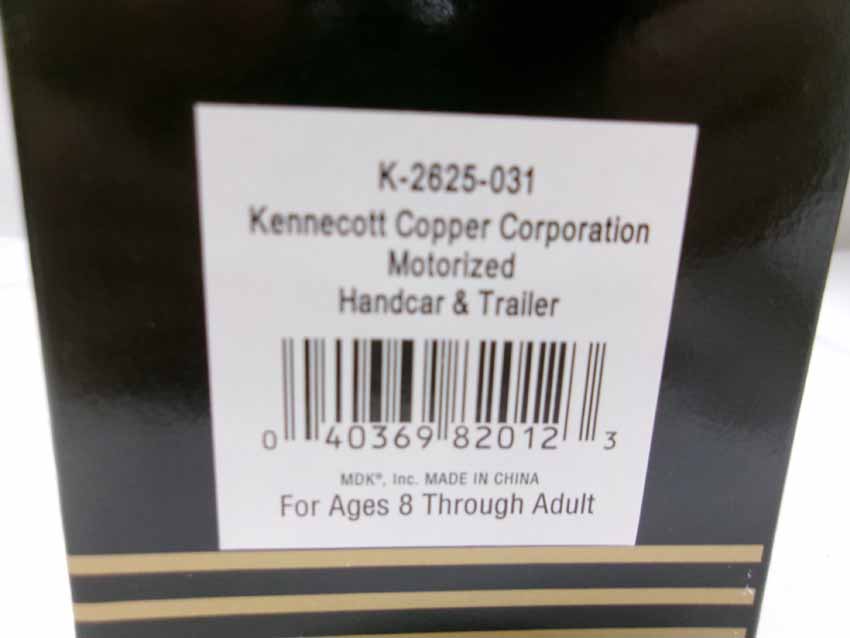 K-2625-031
Kennecott Copper Corporation
Motorized
Handcar & Trailer
0 40369 82012 3
MDK®, Inc. MADE IN CHINA
For Ages 8 Through Adult